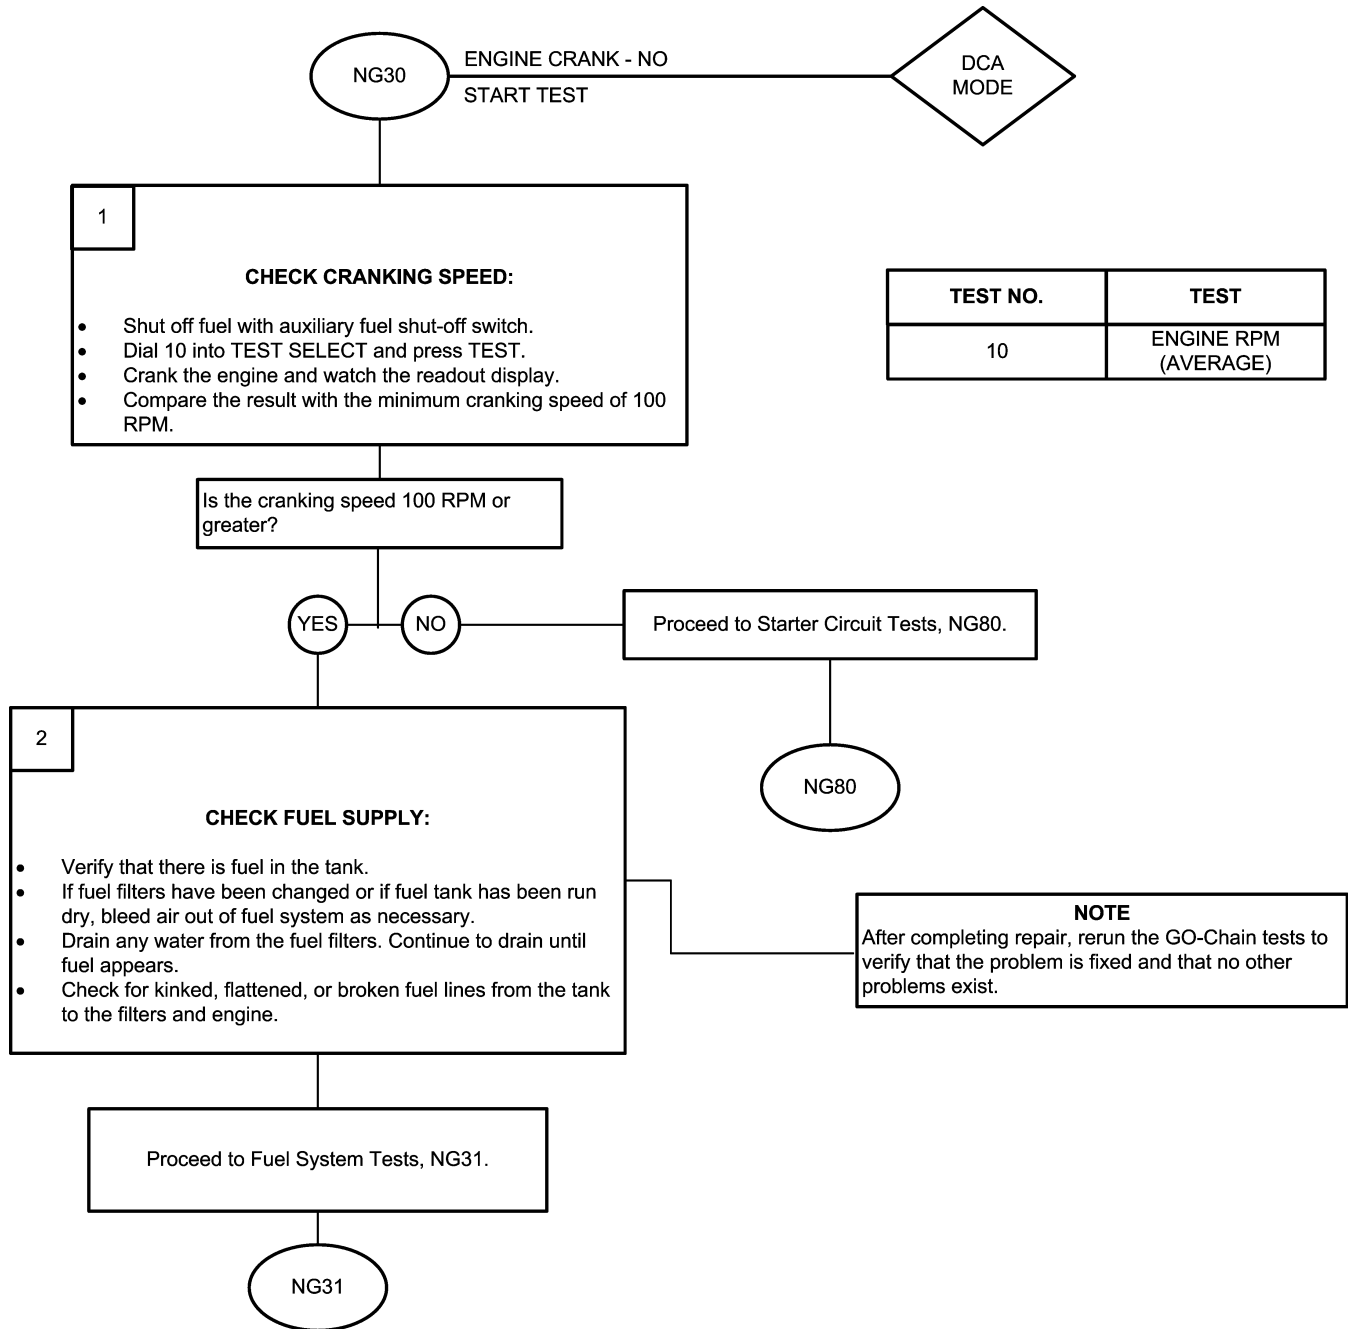 NG30
ENGINE CRANK - NO
START TEST
DCA
MODE
1
CHECK CRANKING SPEED:
• Shut off fuel with auxiliary fuel shut-off switch.
• Dial 10 into TEST SELECT and press TEST.
• Crank the engine and watch the readout display.
• Compare the result with the minimum cranking speed of 100
RPM.
TEST NO. TEST
10 ENGINE RPM
(AVERAGE)
Is the cranking speed 100 RPM or
greater?
YES NO
Proceed to Starter Circuit Tests, NG80.
NG80
2
CHECK FUEL SUPPLY:
• Verify that there is fuel in the tank.
• If fuel filters have been changed or if fuel tank has been run
dry, bleed air out of fuel system as necessary.
• Drain any water from the fuel filters. Continue to drain until
fuel appears.
• Check for kinked, flattened, or broken fuel lines from the tank
to the filters and engine.
NOTE
After completing repair, rerun the GO-Chain tests to
verify that the problem is fixed and that no other
problems exist.
Proceed to Fuel System Tests, NG31.
NG31